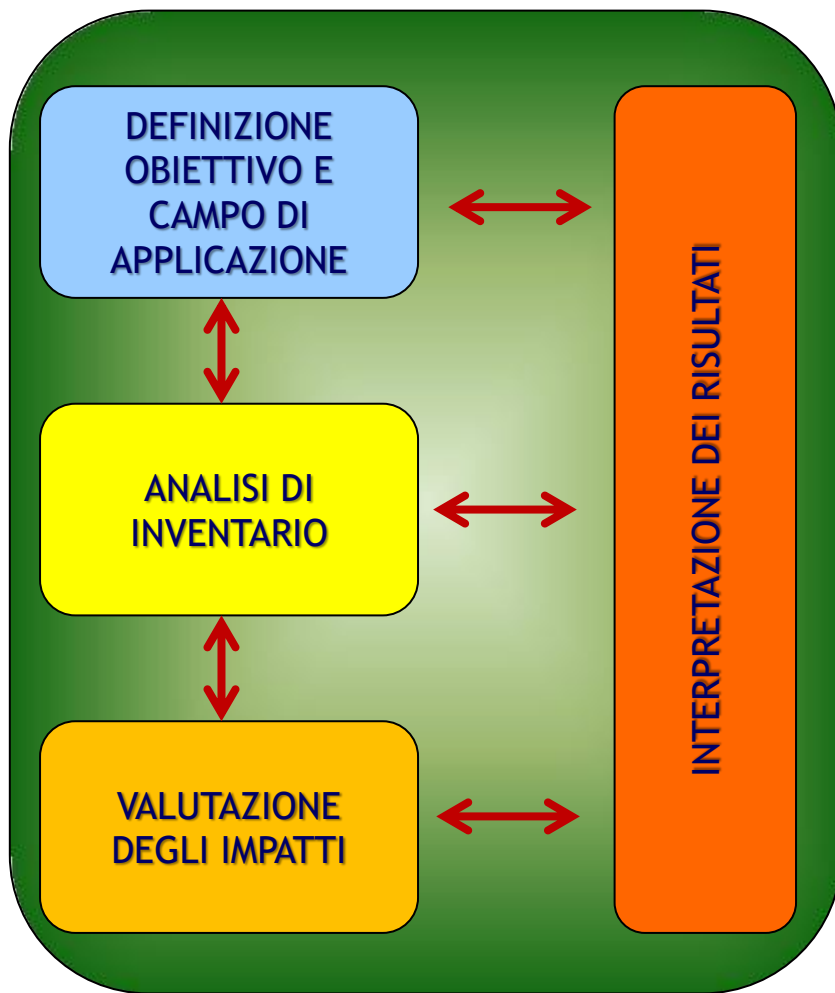 DEFINIZIONE
OBIETTIVO E
CAMPO DI
APPLICAZIONE
ANALISI DI
INVENTARIO
VALUTAZIONE
DEGLI IMPATTI
INTERPRETAZIONE DEI RISULTATI